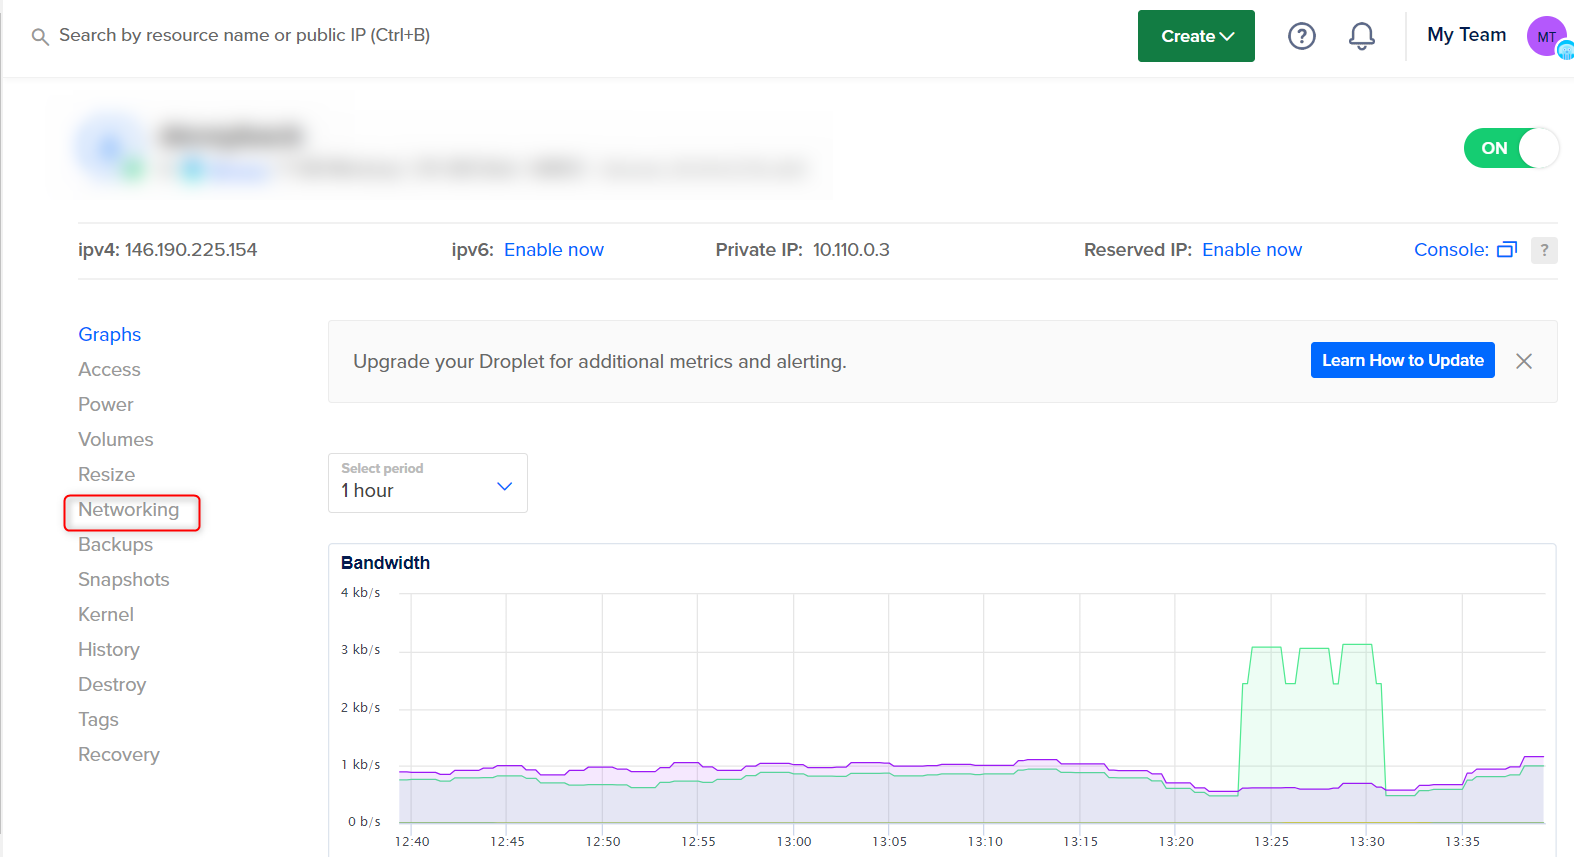 Search by resource name or public IP (Ctrl+B)
Create
?
My Team
MT
ON
ipv4: 146.190.225.154
ipv6: Enable now
Private IP: 10.110.0.3
Reserved IP: Enable now
Console:
?
Graphs
Access
Power
Volumes
Resize
Networking
Backups
Snapshots
Kernel
History
Destroy
Tags
Recovery
Upgrade your Droplet for additional metrics and alerting.
Learn How to Update
Select period
1 hour
Bandwidth
4 kb/s
3 kb/s
2 kb/s
1 kb/s
0 b/s
12:40 12:45 12:50 12:55 13:00 13:05 13:10 13:15 13:20 13:25 13:30 13:35